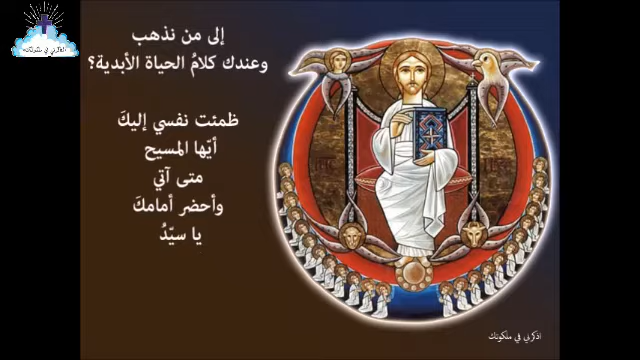 إلى من نذهب
وعندك كلامُ الحياة الأبدية؟
ظمئت نفسي إليكَ
أيّها المسيح
متى آتي
وأحضر أمامكَ
يا سيّدُ
اذكرني في ملكوتك